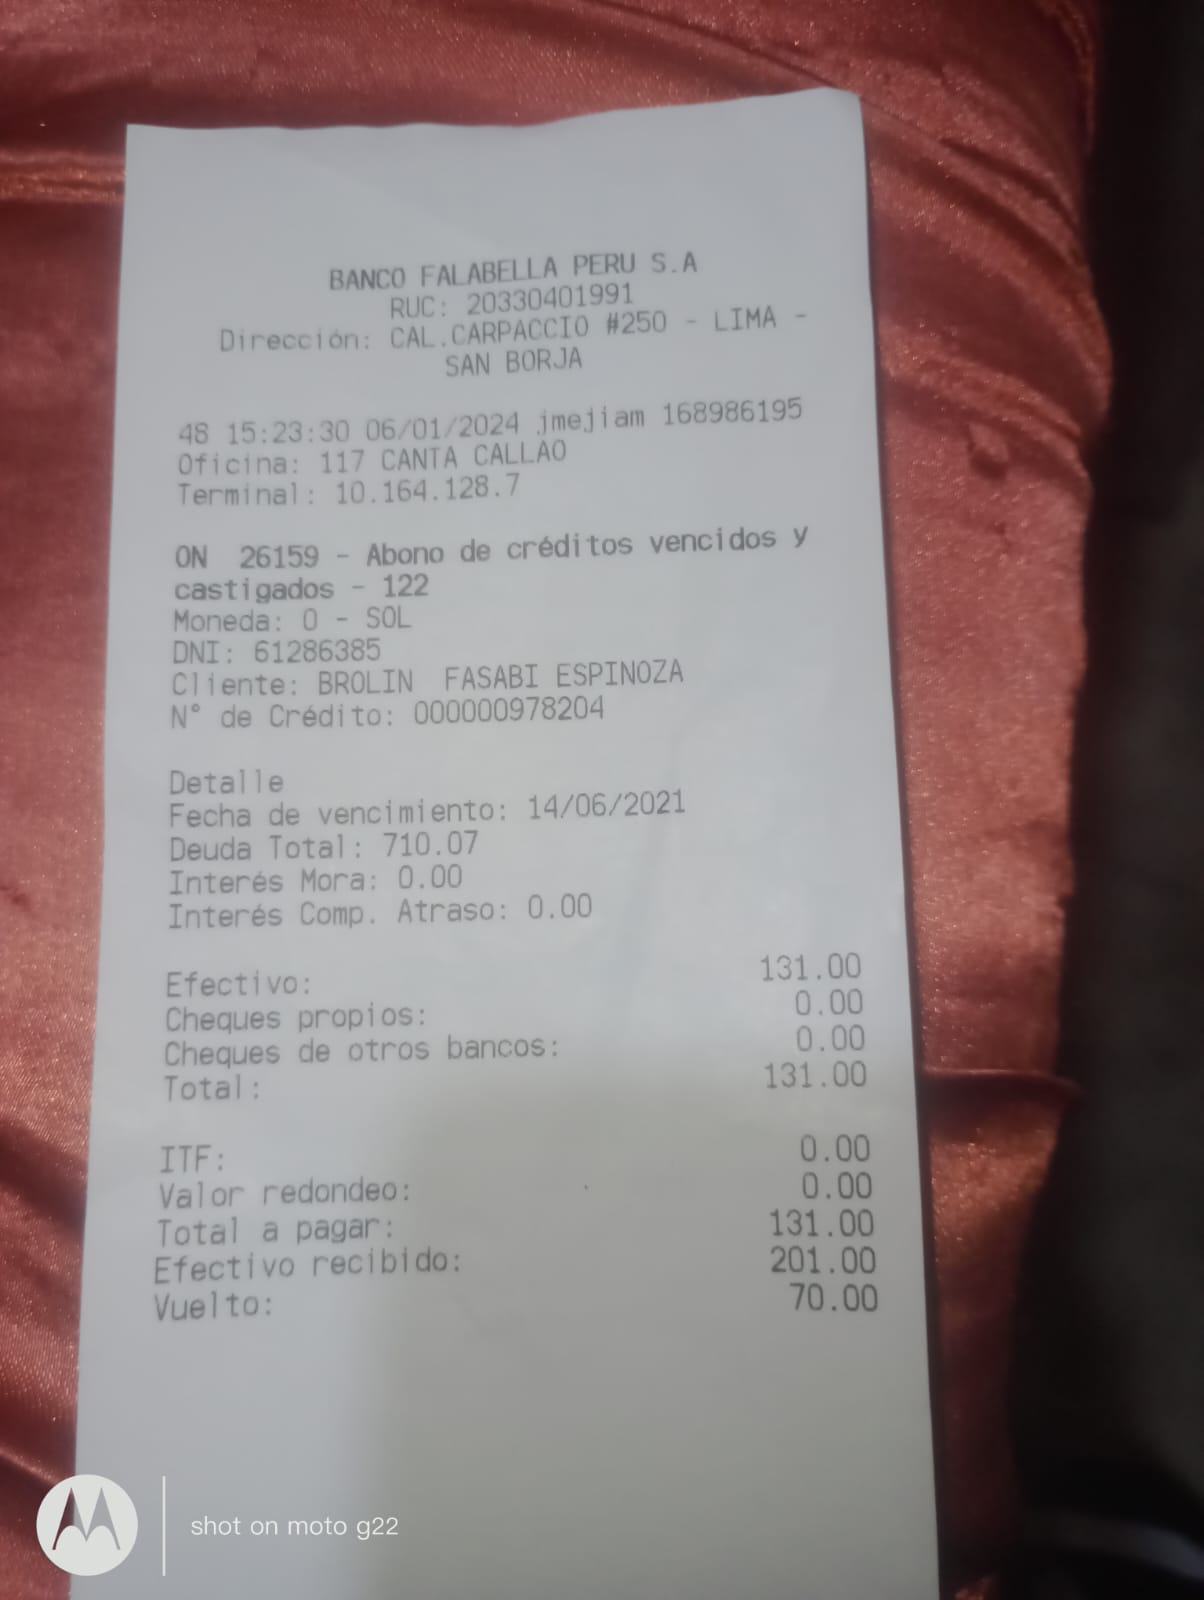 BANCO FALABELLA PERU S.A
RUC: 20330401991
Dirección: CAL.CARPACCIO #250 - LIMA -
SAN BORJA
48 15:23:30 06/01/2024 jmejiam 168986195
Oficina: 117 CANTA CALLAO
Terminal: 10.164.128.7
ON 26159 - Abono de créditos vencidos y
castigados - 122
Moneda: 0 - SOL
DNI: 61286385
Cliente: BROLIN FASABI ESPINOZA
N° de Crédito: 000000978204
Detalle
Fecha de vencimiento: 14/06/2021
Deuda Total: 710.07
Interés Mora: 0.00
Interés Comp. Atraso: 0.00
Efectivo: 131.00
Cheques propios: 0.00
Cheques de otros bancos: 0.00
Total: 131.00
ITF: 0.00
Valor redondeo: 0.00
Total a pagar: 131.00
Efectivo recibido: 201.00
Vuelto: 70.00
shot on moto g22